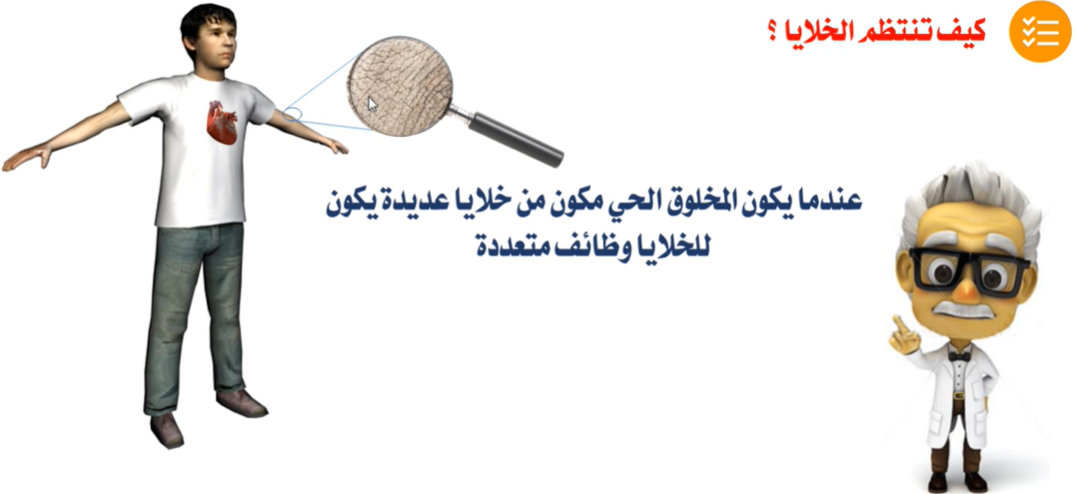 كيف تنتظم الخلايا ؟
عندما يكون المخلوق الحي مكون من خلايا عديدة يكون
للخلايا وظائف متعددة